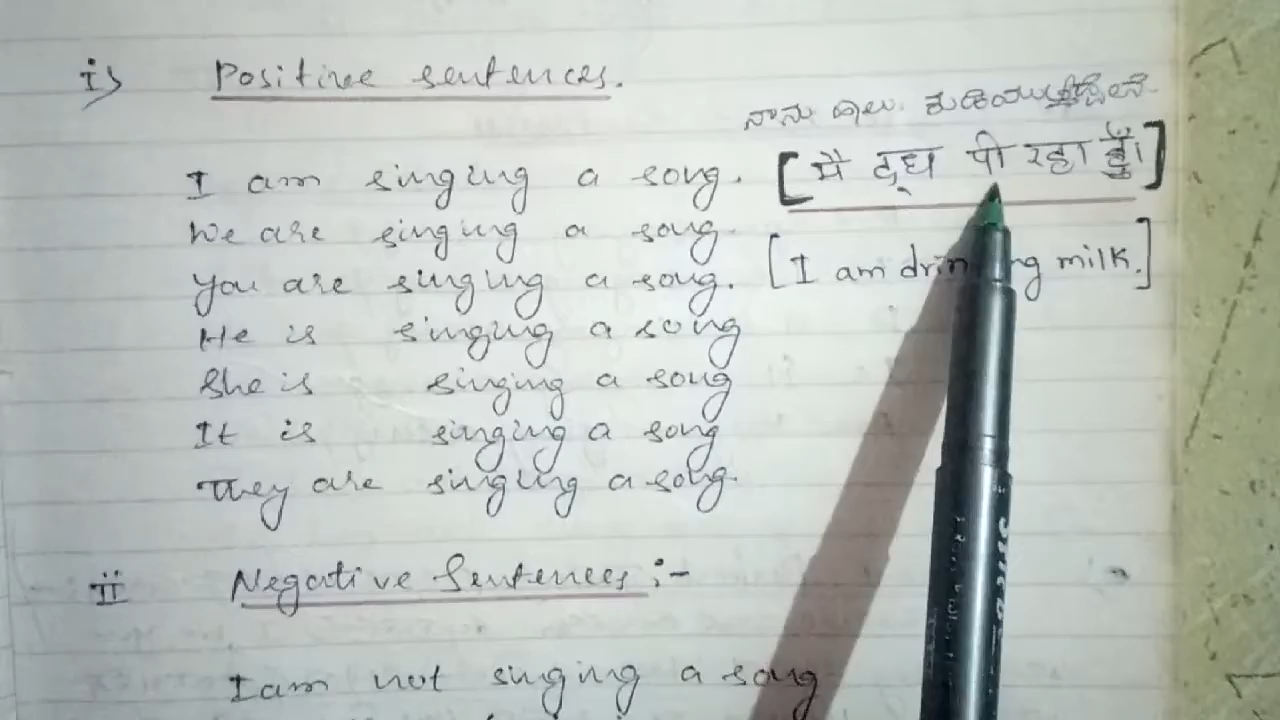 i) Positive sentences.
ನಾನು ಹಾಲು ಕುಡಿಯುತ್ತಿದ್ದೇನೆ.
I am singing a song. [मै दूध पी रहा हुँ।]
We are singing a song.
You are singing a song. [I am drinking milk.]
He is singing a song
She is singing a song
It is singing a song
They are singing a song.
ii Negative Sentences :-
I am not singing a song